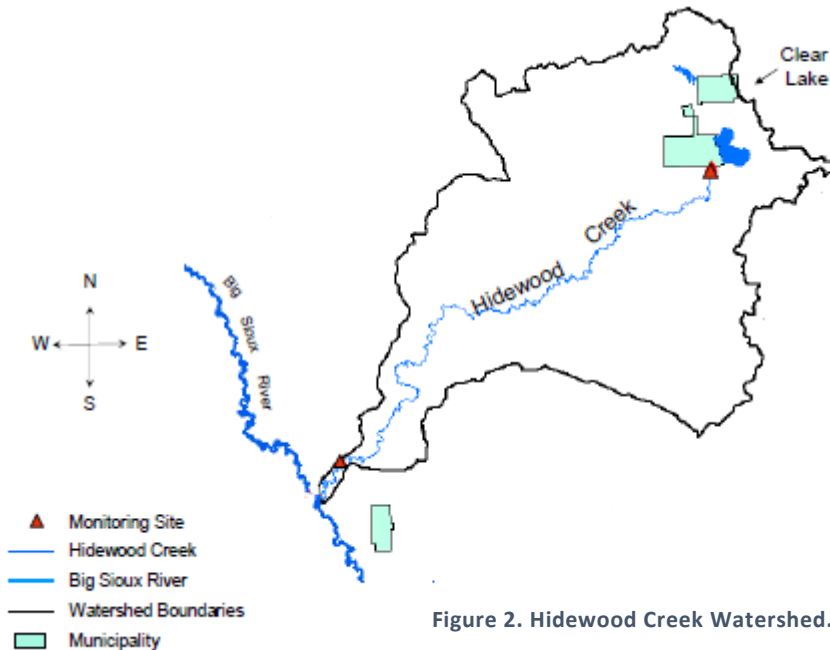 Clear
Lake
Hidewood Creek
N
W E
S
Big Sioux River
Monitoring Site
Hidewood Creek
Big Sioux River
Watershed Boundaries
Municipality
Figure 2. Hidewood Creek Watershed.